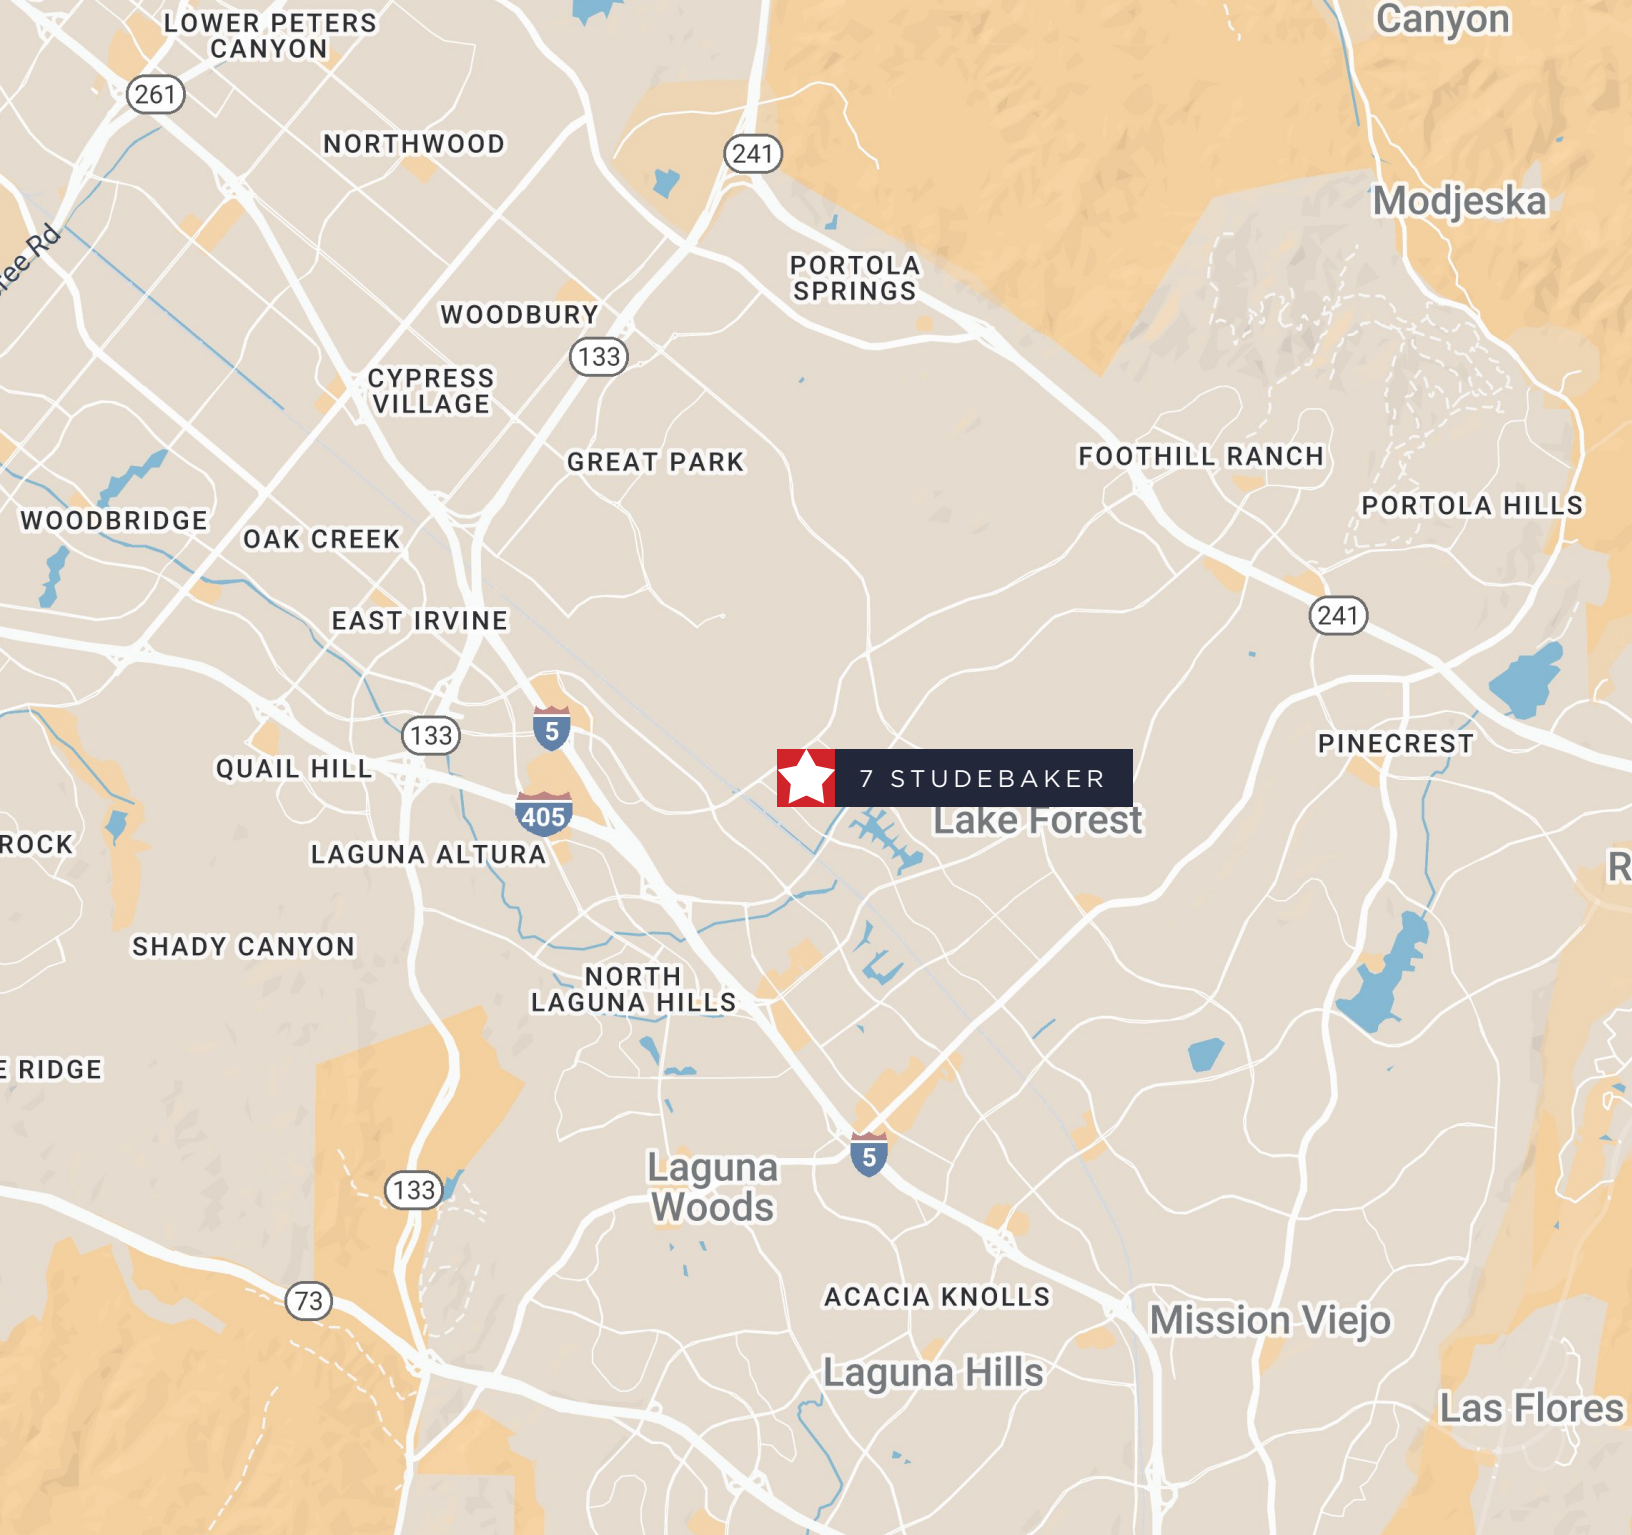 LOWER PETERS
CANYON
Canyon
261
NORTHWOOD
241
Modjeska
PORTOLA
SPRINGS
WOODBURY
133
CYPRESS
VILLAGE
GREAT PARK
FOOTHILL RANCH
PORTOLA HILLS
WOODBRIDGE
OAK CREEK
EAST IRVINE
241
5
133
PINECREST
QUAIL HILL
7 STUDEBAKER
405
Lake Forest
ROCK
LAGUNA ALTURA
R
SHADY CANYON
NORTH
LAGUNA HILLS
E RIDGE
5
Laguna
Woods
133
73
ACACIA KNOLLS
Mission Viejo
Laguna Hills
Las Flores